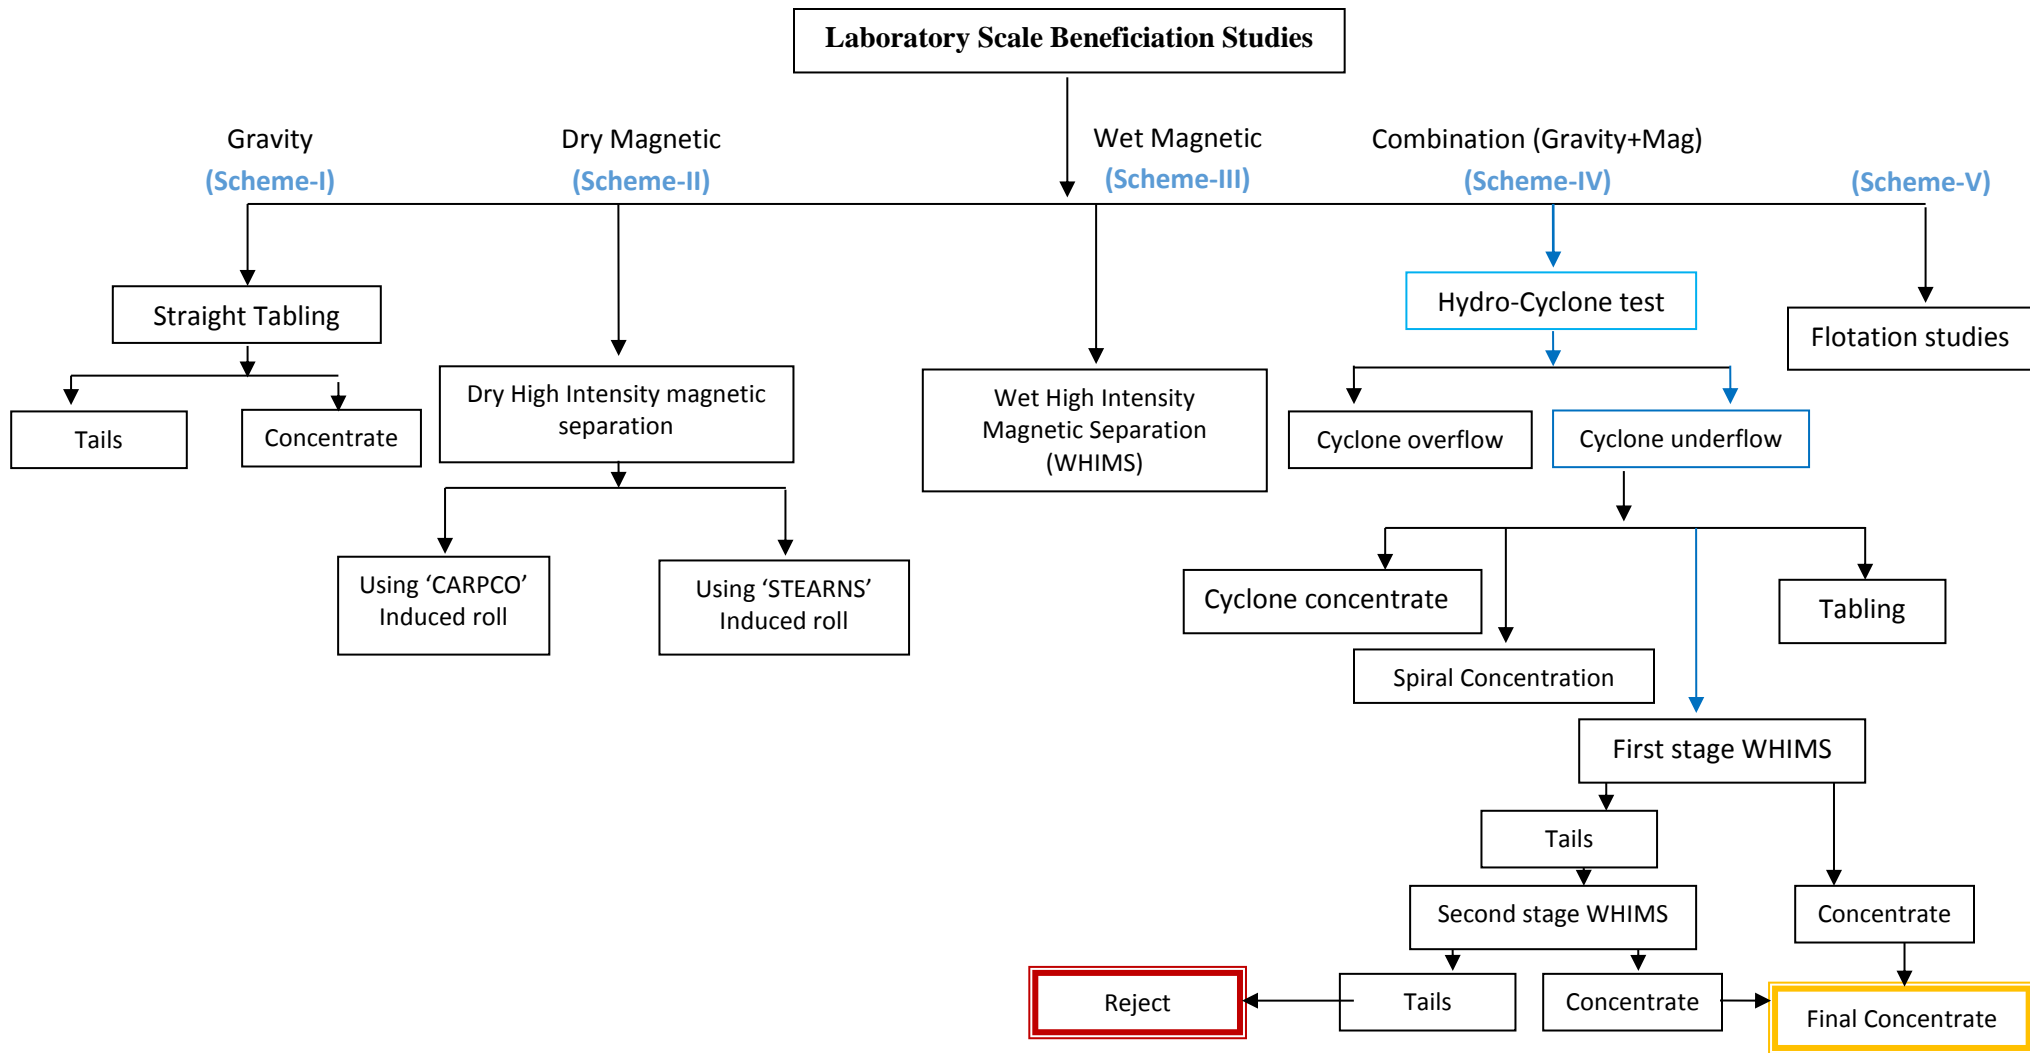 Laboratory Scale Beneficiation Studies
Gravity
(Scheme-I)
Dry Magnetic
(Scheme-II)
Wet Magnetic
(Scheme-III)
Combination (Gravity+Mag)
(Scheme-IV)
(Scheme-V)
Straight Tabling
Tails
Concentrate
Dry High Intensity magnetic
separation
Using ‘CARPCO’
Induced roll
Using ‘STEARNS’
Induced roll
Wet High Intensity
Magnetic Separation
(WHIMS)
Hydro-Cyclone test
Cyclone overflow
Cyclone underflow
Flotation studies
Cyclone concentrate
Spiral Concentration
Tabling
First stage WHIMS
Tails
Second stage WHIMS
Concentrate
Reject
Tails
Concentrate
Final Concentrate